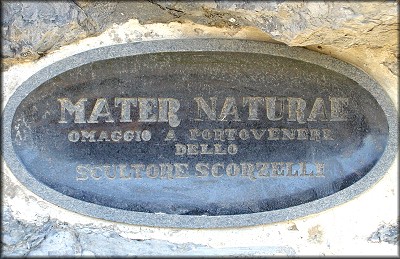 MATER NATURAE
OMAGGIO A PORTOVENERE
DELLO
SCULTORE SCORZELLI